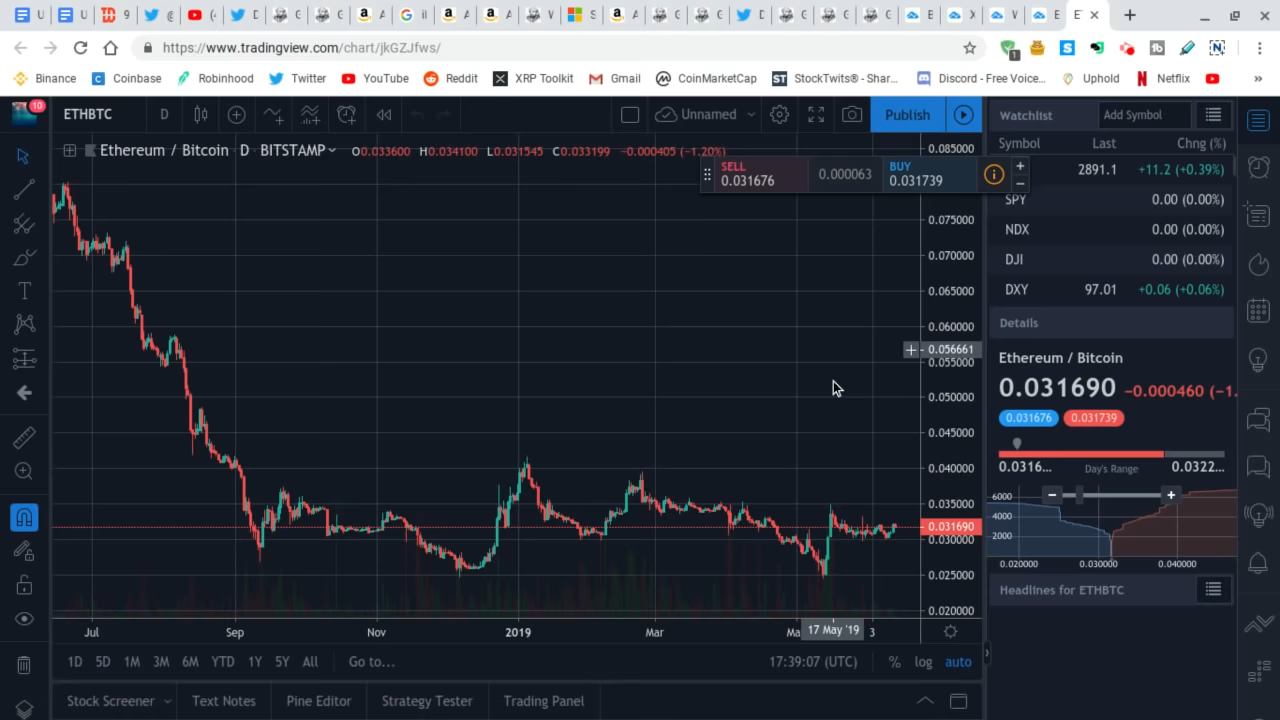 https://www.tradingview.com/chart/jkGZJfws/
Binance Coinbase Robinhood Twitter YouTube Reddit XRP Toolkit Gmail CoinMarketCap StockTwits® - Shar... Discord - Free Voice... Uphold Netflix »
10 ETHBTC D Unnamed Publish Watchlist Add Symbol
Ethereum / Bitcoin D BITSTAMP O0.033600 H0.034100 L0.031545 C0.033199 −0.000405 (−1.20%)
Symbol Last Chg (%)
SELL 0.031676 0.000063 BUY 0.031739
2891.1 +11.2 (+0.39%)
SPY 0.00 (0.00%)
NDX 0.00 (0.00%)
DJI 0.00 (0.00%)
DXY 97.01 +0.06 (+0.06%)
0.085000
0.075000
0.070000
0.065000
0.060000
0.056661
0.055000
0.050000
0.045000
0.040000
0.035000
0.031690
0.030000
0.025000
0.020000
Details
Ethereum / Bitcoin
0.031690 −0.000460 (−1.
0.031676 0.031739
0.0316... Day's Range 0.0322...
6000
4000
2000
0.020000 0.030000 0.040000
Headlines for ETHBTC
Jul Sep Nov 2019 Mar Ma 17 May '19 3
1D 5D 1M 3M 6M YTD 1Y 5Y All Go to... 17:39:07 (UTC) % log auto
Stock Screener Text Notes Pine Editor Strategy Tester Trading Panel